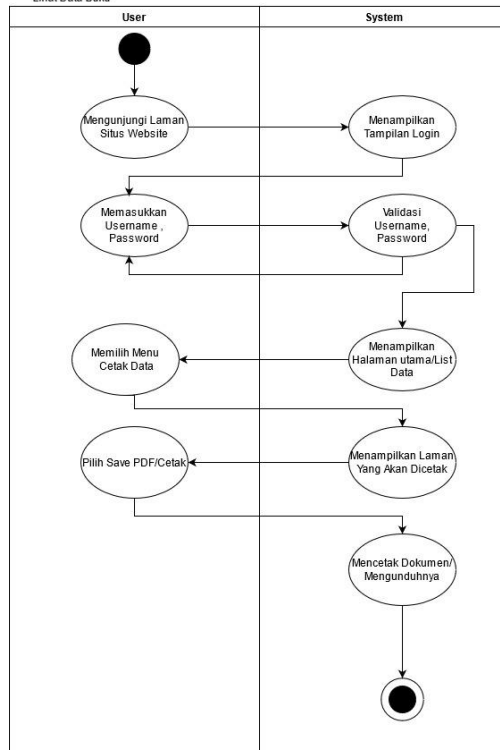 User
System
Mengunjungi Laman
Situs Website
Menampilkan
Tampilan Login
Memasukkan
Username ,
Password
Validasi
Username,
Password
Menampilkan
Halaman utama/List
Data
Memilih Menu
Cetak Data
Menampilkan Laman
Yang Akan Dicetak
Pilih Save PDF/Cetak
Mencetak Dokumen/
Mengunduhnya